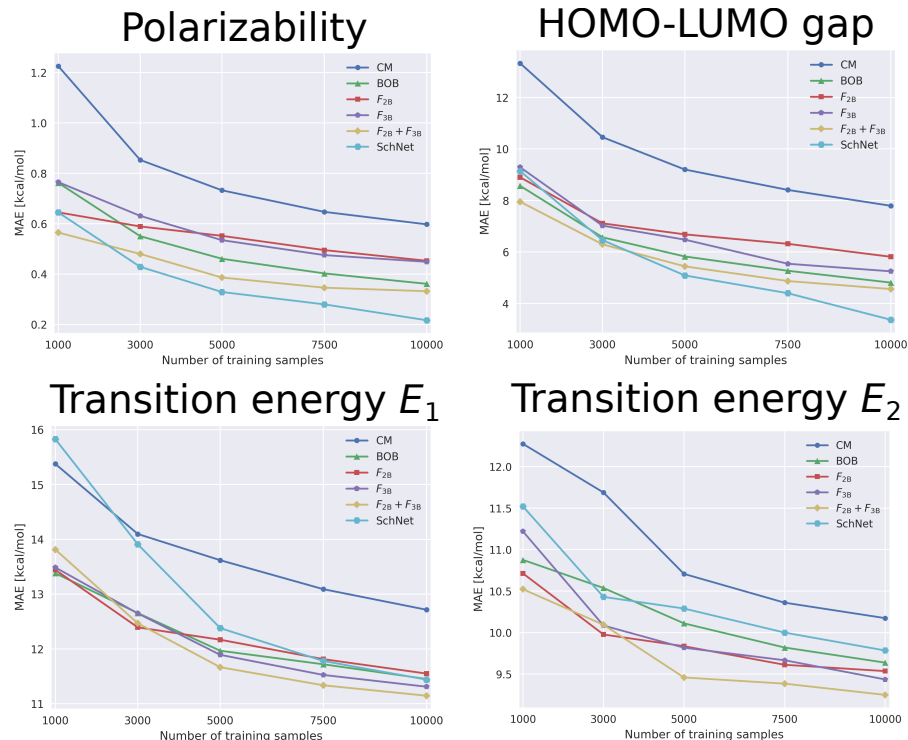 Polarizability
MAE [kcal/mol]
1.2
1.0
0.8
0.6
0.4
0.2
CM
BOB
F2B
F3B
F2B + F3B
SchNet
1000 3000 5000 7500 10000
Number of training samples
HOMO-LUMO gap
MAE [kcal/mol]
12
10
8
6
4
CM
BOB
F2B
F3B
F2B + F3B
SchNet
1000 3000 5000 7500 10000
Number of training samples
Transition energy E1
MAE [kcal/mol]
16
15
14
13
12
11
CM
BOB
F2B
F3B
F2B + F3B
SchNet
1000 3000 5000 7500 10000
Number of training samples
Transition energy E2
MAE [kcal/mol]
12.0
11.5
11.0
10.5
10.0
9.5
CM
BOB
F2B
F3B
F2B + F3B
SchNet
1000 3000 5000 7500 10000
Number of training samples